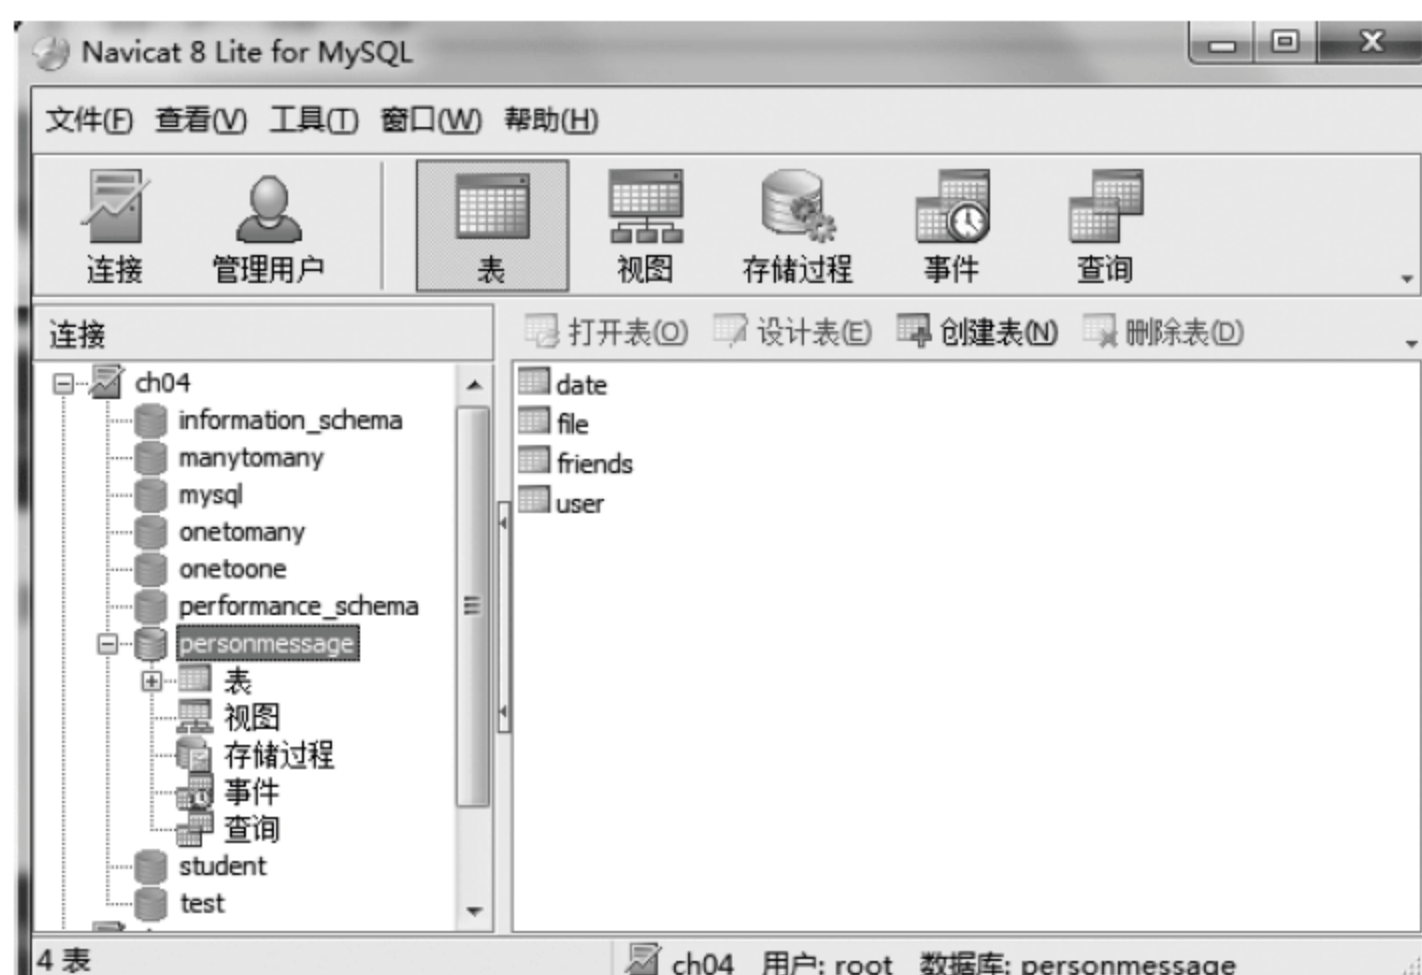 Navicat 8 Lite for MySQL
文件(F) 查看(V) 工具(T) 窗口(W) 帮助(H)
连接 管理用户 表 视图 存储过程 事件 查询
连接
打开表(O) 设计表(E) 创建表(N) 删除表(D)
ch04
information_schema
manytomany
mysql
onetomany
onetoone
performance_schema
personmessage
表
视图
存储过程
事件
查询
student
test
date
file
friends
user
4 表
ch04 用户: root 数据库: personmessage